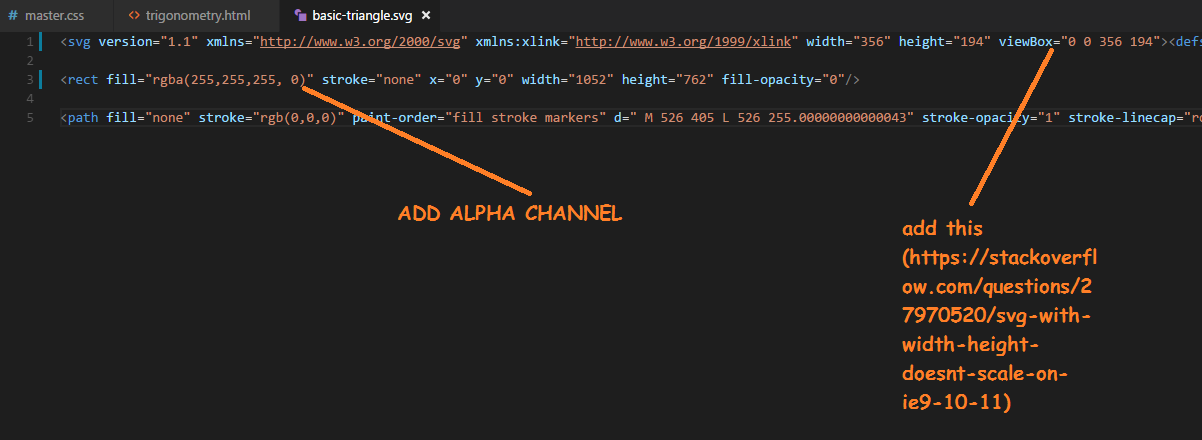 # master.css <> trigonometry.html basic-triangle.svg ×
1 <svg version="1.1" xmlns="http://www.w3.org/2000/svg" xmlns:xlink="http://www.w3.org/1999/xlink" width="356" height="194" viewBox="0 0 356 194"><defs
2
3 <rect fill="rgba(255,255,255, 0)" stroke="none" x="0" y="0" width="1052" height="762" fill-opacity="0"/>
4
5 <path fill="none" stroke="rgb(0,0,0)" paint-order="fill stroke markers" d=" M 526 405 L 526 255.00000000000043" stroke-opacity="1" stroke-linecap="ro
ADD ALPHA CHANNEL
add this
(https://stackoverfl
ow.com/questions/2
7970520/svg-with-
width-height-
doesnt-scale-on-
ie9-10-11)